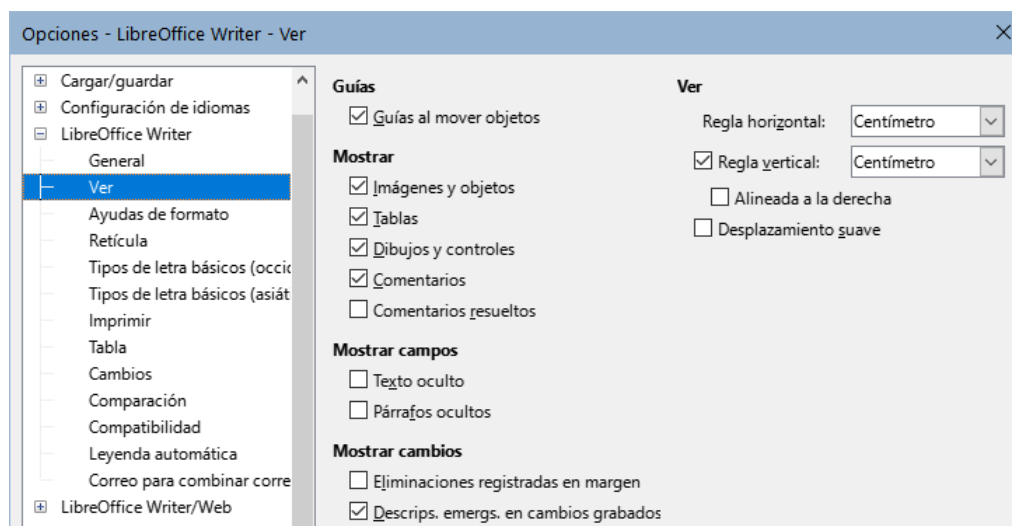 Opciones - LibreOffice Writer - Ver
Cargar/guardar
Configuración de idiomas
LibreOffice Writer
General
Ver
Ayudas de formato
Retícula
Tipos de letra básicos (occid
Tipos de letra básicos (asiát
Imprimir
Tabla
Cambios
Comparación
Compatibilidad
Leyenda automática
Correo para combinar corre
LibreOffice Writer/Web
Guías
Guías al mover objetos
Mostrar
Imágenes y objetos
Tablas
Dibujos y controles
Comentarios
Comentarios resueltos
Mostrar campos
Texto oculto
Párrafos ocultos
Mostrar cambios
Eliminaciones registradas en margen
Descrips. emergs. en cambios grabados
Ver
Regla horizontal: Centímetro
Regla vertical: Centímetro
Alineada a la derecha
Desplazamiento suave